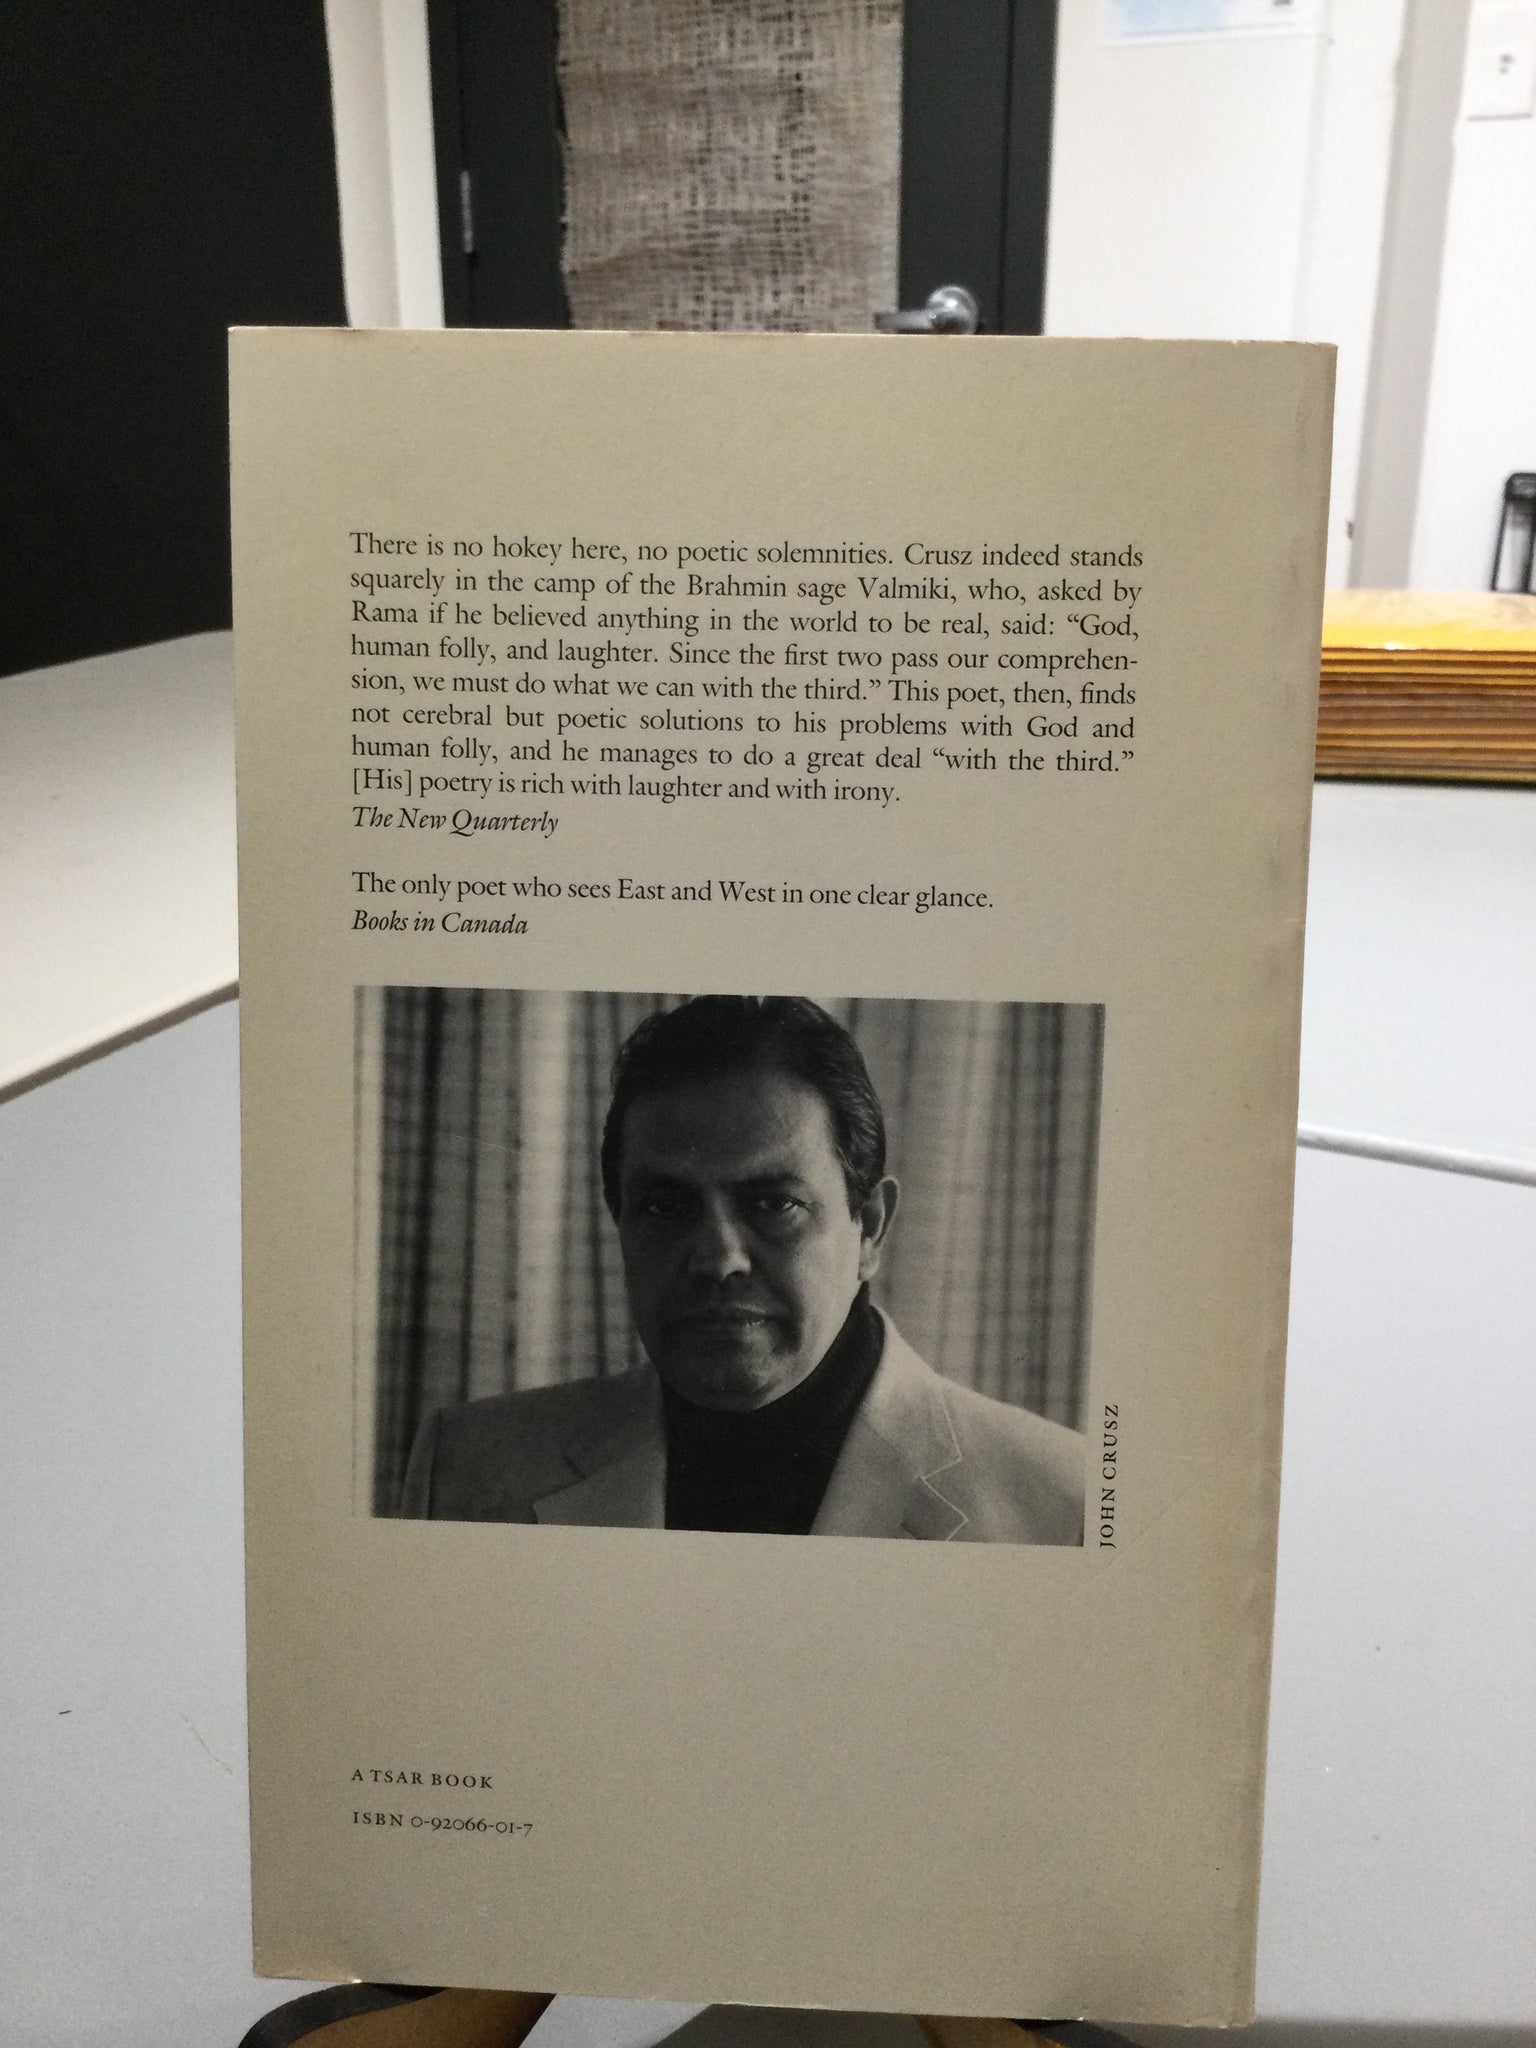 There is no hokey here, no poetic solemnities. Crusz indeed stands
squarely in the camp of the Brahmin sage Valmiki, who, asked by
Rama if he believed anything in the world to be real, said: “God,
human folly, and laughter. Since the first two pass our comprehen-
sion, we must do what we can with the third.” This poet, then, finds
not cerebral but poetic solutions to his problems with God and
human folly, and he manages to do a great deal “with the third.”
[His] poetry is rich with laughter and with irony.
The New Quarterly
The only poet who sees East and West in one clear glance.
Books in Canada
JOHN CRUSZ
A TSAR BOOK
ISBN 0-92066-01-7